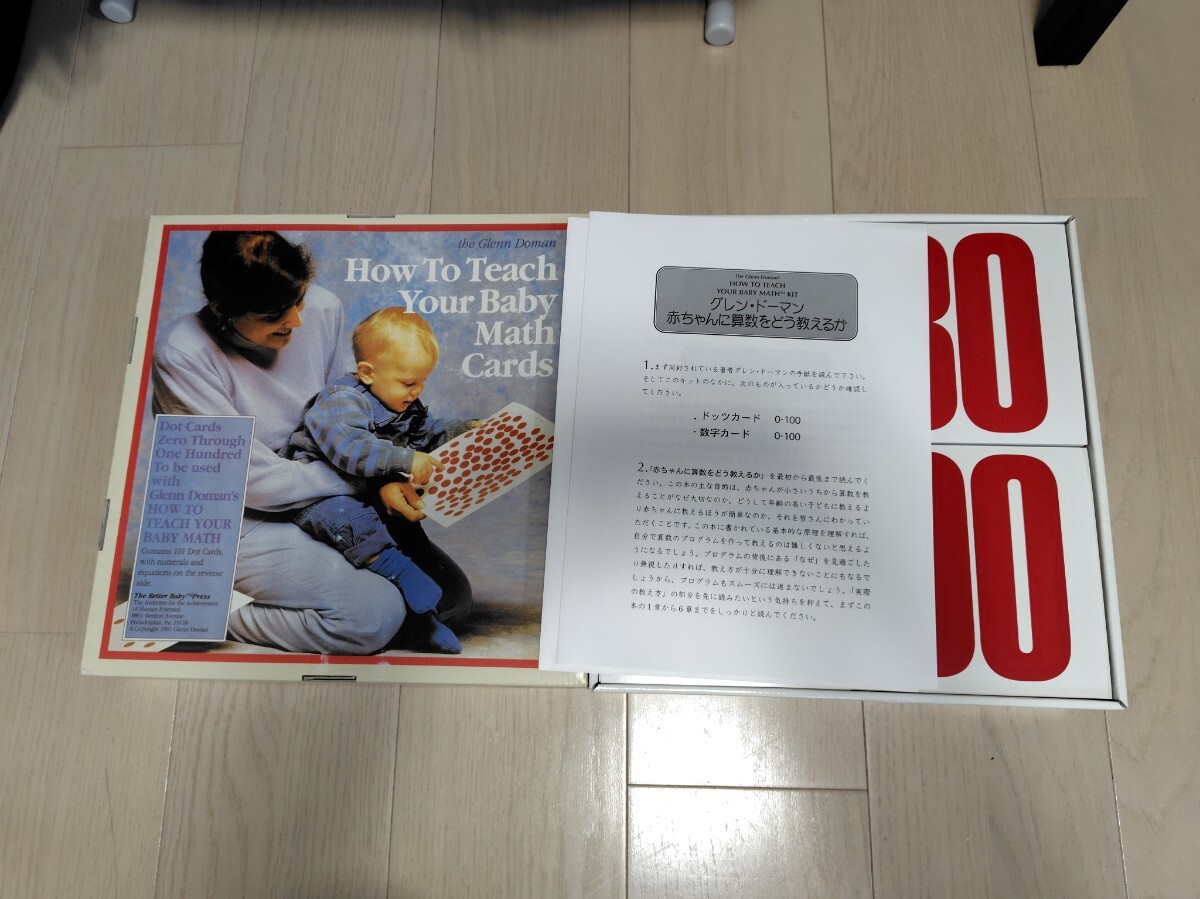 the Glenn Doman
How To Teach
Your Baby
Math
Cards
Dot Cards
Zero Through
One Hundred
To be used
with
Glenn Doman's
HOW TO
TEACH YOUR
BABY MATH
Contains 101 Dot Cards,
with numerals and
equations on the reverse
side.
The Better Baby™Press
The Institutes for the Achievement
of Human Potential
8801 Stenton Avenue
Philadelphia, Pa. 19118
©Copyright 1991 Glenn Doman
The Glenn Doman®
HOW TO TEACH
YOUR BABY MATH™ KIT
グレン・ドーマン
赤ちゃんに算数をどう教えるか
1.まず同封されている著者グレン・ドーマンの手紙を読んで下さい。
そしてこのキットのなかに、次のものが入っているかどうか確認し
てください。
・ドッツカード 0-100
・数字カード 0-100
2.「赤ちゃんに算数をどう教えるか」を最初から最後まで読んでく
ださい。この本の主な目的は、赤ちゃんが小さいうちから算数を教
えることがなぜ大切なのか、どうして年齢の高い子どもに教えるよ
り赤ちゃんに教えるほうが簡単なのか、それを皆さんにわかってい
ただくことです。この本に書かれている基本的な原理を理解すれば、
自分で算数のプログラムを作って教えるのは難しくないと思えるよ
うになるでしょう。プログラムの背後にある「なぜ」を見過ごした
り無視したdすれば、教え方が十分に理解できないことにもなるで
しょうから、プログラムもスムーズには進まないでしょう。「実際
の教え方」の部分を先に読みたいという気持ちを抑えて、まずこの
本の1章から6章までをしっかりと読んでください。
0
0